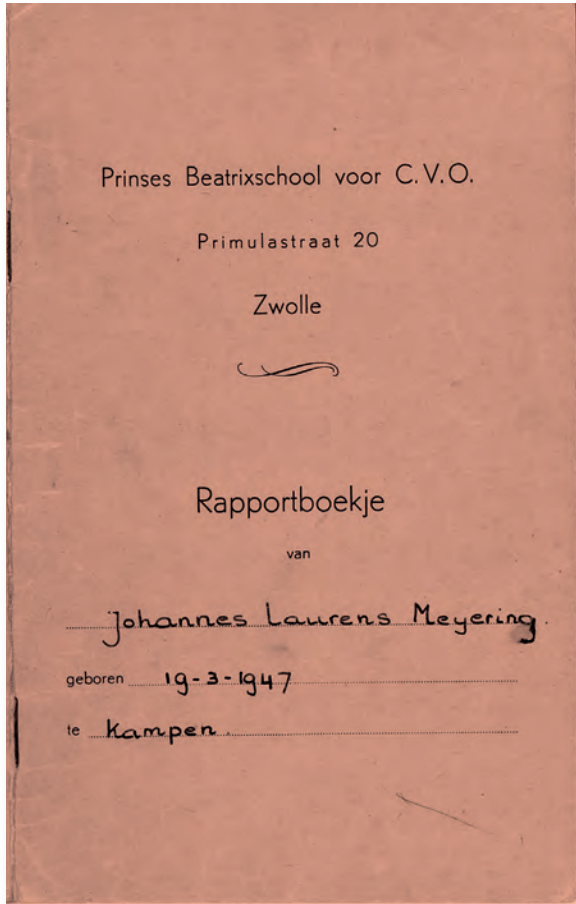 Prinses Beatrixschool voor C.V.O.
Primulastraat 20
Zwolle
Rapportboekje
van
Johannes Laurens Meyering.
geboren 19-3-1947
te Kampen.